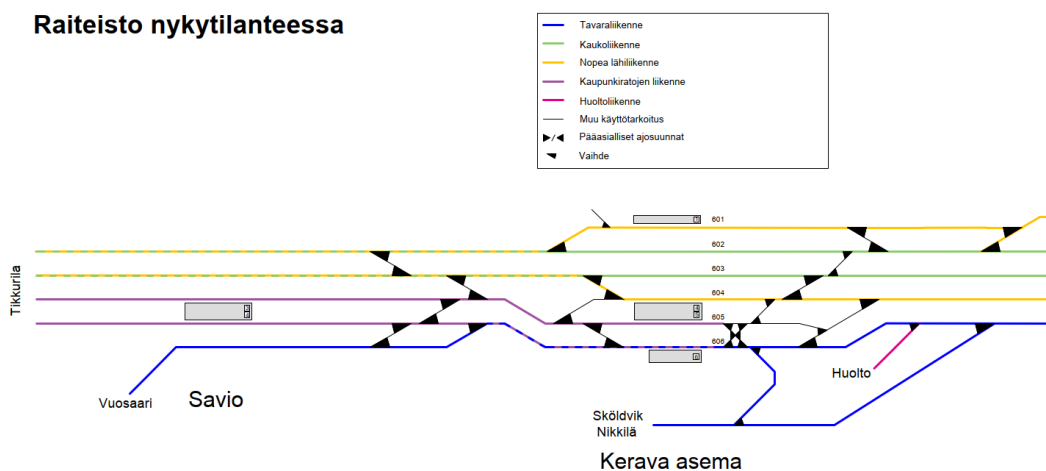 Raiteisto nykytilanteessa
Tavaraliikenne
Kaukoliikenne
Nopea lähiliikenne
Kaupunkiratojen liikenne
Huoltoliikenne
Muu käyttötarkoitus
Pääasialliset ajosuunnat
Vaihde
601
602
603
604
605
606
Tikkurila
Vuosaari
Savio
Huolto
Sköldvik
Nikkilä
Kerava asema